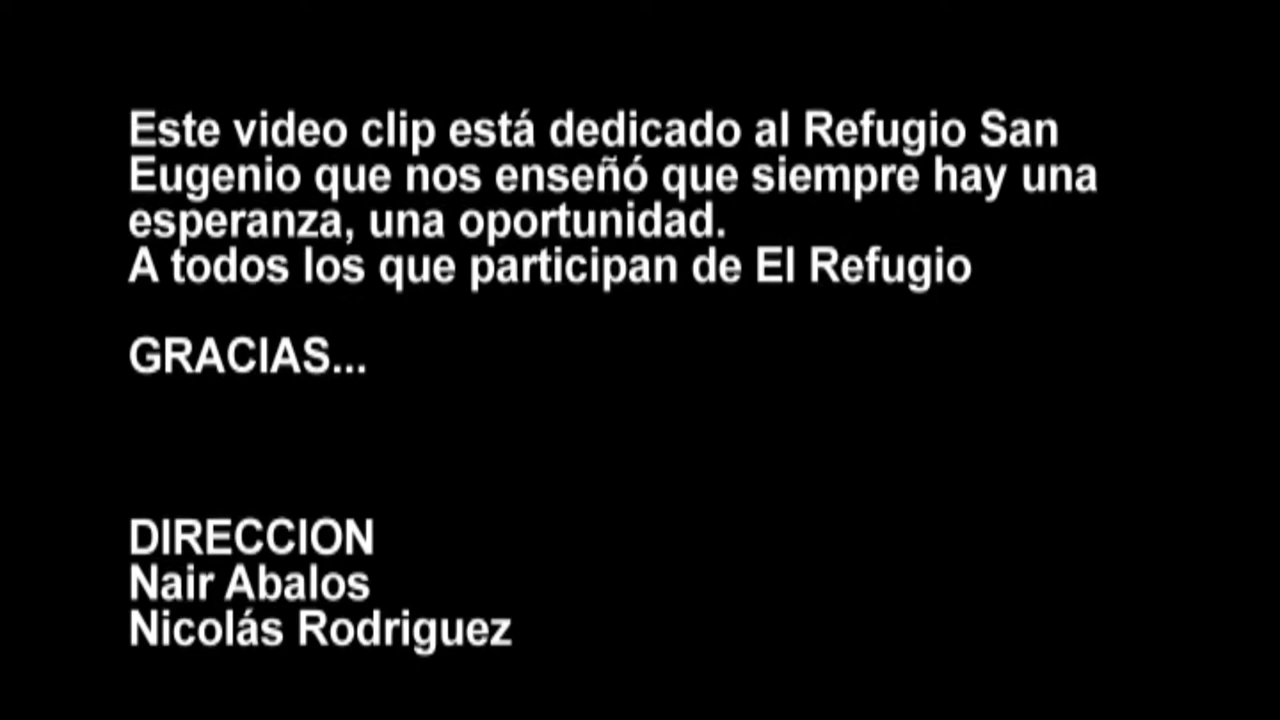 Este video clip está dedicado al Refugio San
Eugenio que nos enseñó que siempre hay una
esperanza, una oportunidad.
A todos los que participan de El Refugio
GRACIAS...
DIRECCION
Nair Abalos
Nicolás Rodriguez